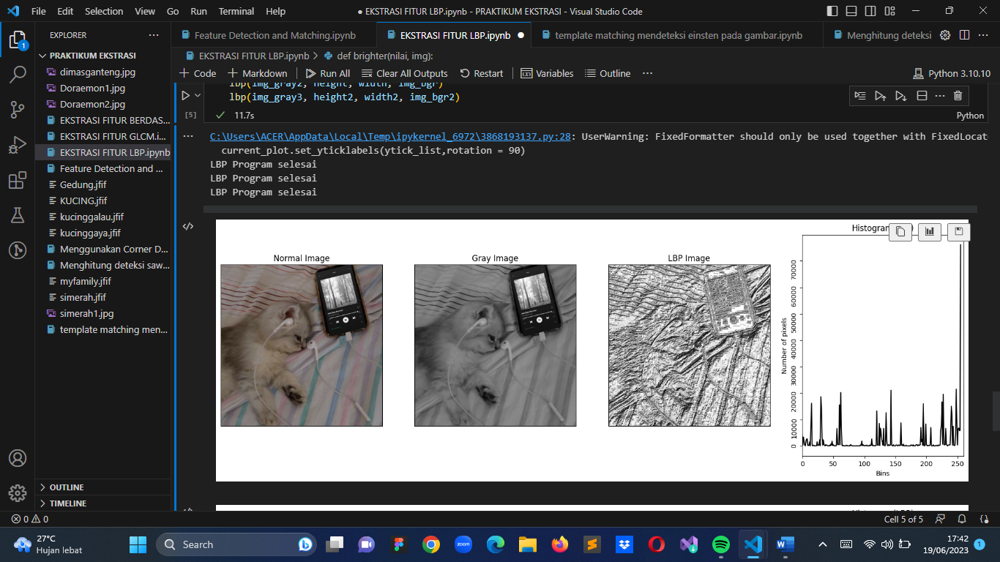 File Edit Selection View Go Run Terminal Help
● EKSTRASI FITUR LBP.ipynb - PRAKTIKUM EKSTRASI - Visual Studio Code
EXPLORER
Feature Detection and Matching.ipynb
EKSTRASI FITUR LBP.ipynb ●
template matching mendeteksi einsten pada gambar.ipynb
Menghitung deteksi
EKSTRASI FITUR LBP.ipynb > def brighter(nilai, img):
+ Code + Markdown Run All Clear All Outputs Restart Variables Outline ...
Python 3.10.10
1
PRAKTIKUM EKSTRASI
dimasganteng.jpg
Doraemon1.jpg
Doraemon2.jpg
EKSTRASI FITUR BERDAS...
EKSTRASI FITUR GLCM.i...
EKSTRASI FITUR LBP.ipynb
Feature Detection and ...
Gedung.jfif
KUCING.jfif
kucinggalau.jfif
kucinggaya.jfif
Menggunakan Corner D...
Menghitung deteksi saw...
myfamily.jfif
simerah.jfif
simerah1.jpg
template matching men...
OUTLINE
TIMELINE
lbp(img_gray2, height, width, img_bgr)
lbp(img_gray3, height2, width2, img_bgr2)
[5] ✓ 11.7s
Python
C:\Users\ACER\AppData\Local\Temp\ipykernel_6972\3868193137.py:28: UserWarning: FixedFormatter should only be used together with FixedLocat
current_plot.set_yticklabels(ytick_list,rotation = 90)
LBP Program selesai
LBP Program selesai
LBP Program selesai
Normal Image
Gray Image
LBP Image
Number of pixels
70000
60000
50000
40000
30000
20000
10000
0
0 50 100 150 200 250
Bins
0 0
Cell 5 of 5
27°C
Hujan lebat
Search
zoom
17:42
19/06/2023
1